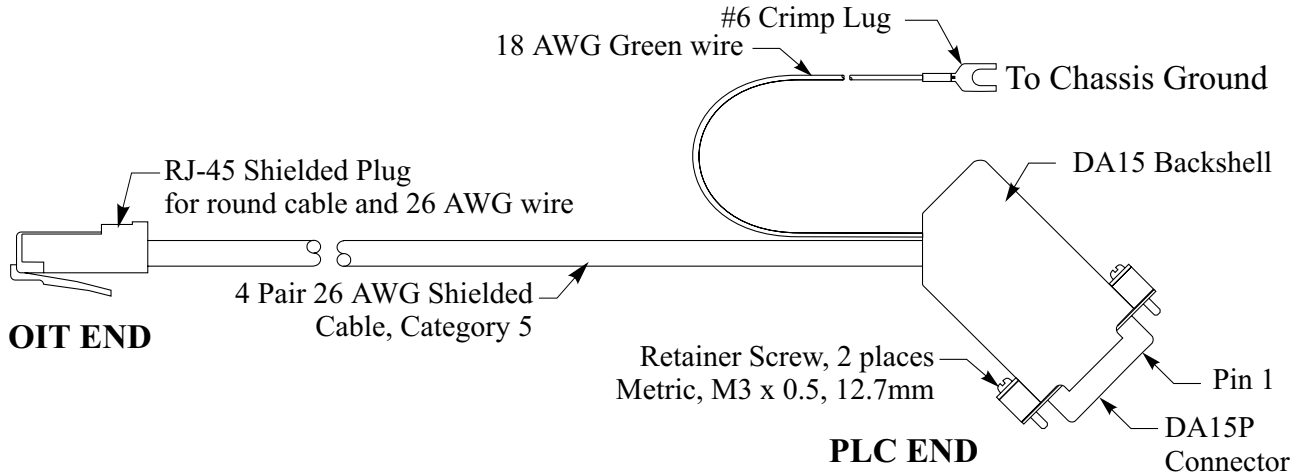 #6 Crimp Lug
18 AWG Green wire
To Chassis Ground
RJ-45 Shielded Plug
for round cable and 26 AWG wire
DA15 Backshell
4 Pair 26 AWG Shielded
Cable, Category 5
OIT END
Retainer Screw, 2 places
Metric, M3 x 0.5, 12.7mm
Pin 1
DA15P
Connector
PLC END